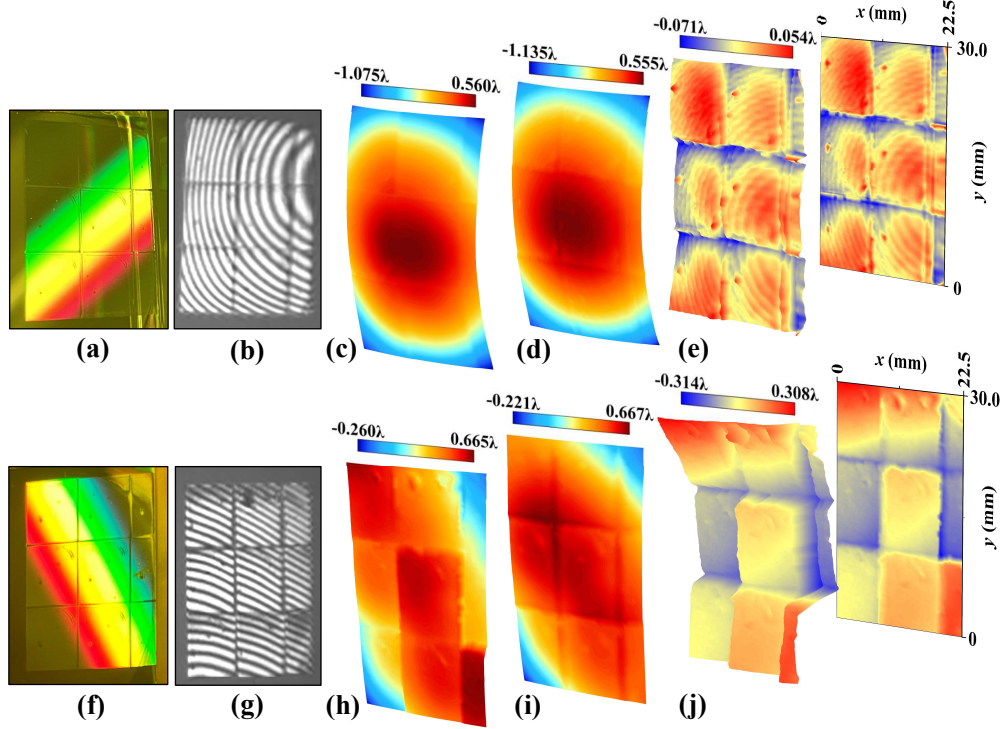 -1.075λ 0.560λ
-1.135λ 0.555λ
-0.071λ 0.054λ
0 x (mm) 22.5
30.0
y (mm)
0
(a) (b) (c) (d) (e)
-0.260λ 0.665λ
-0.221λ 0.667λ
-0.314λ 0.308λ
0 x (mm) 22.5
30.0
y (mm)
0
(f) (g) (h) (i) (j)